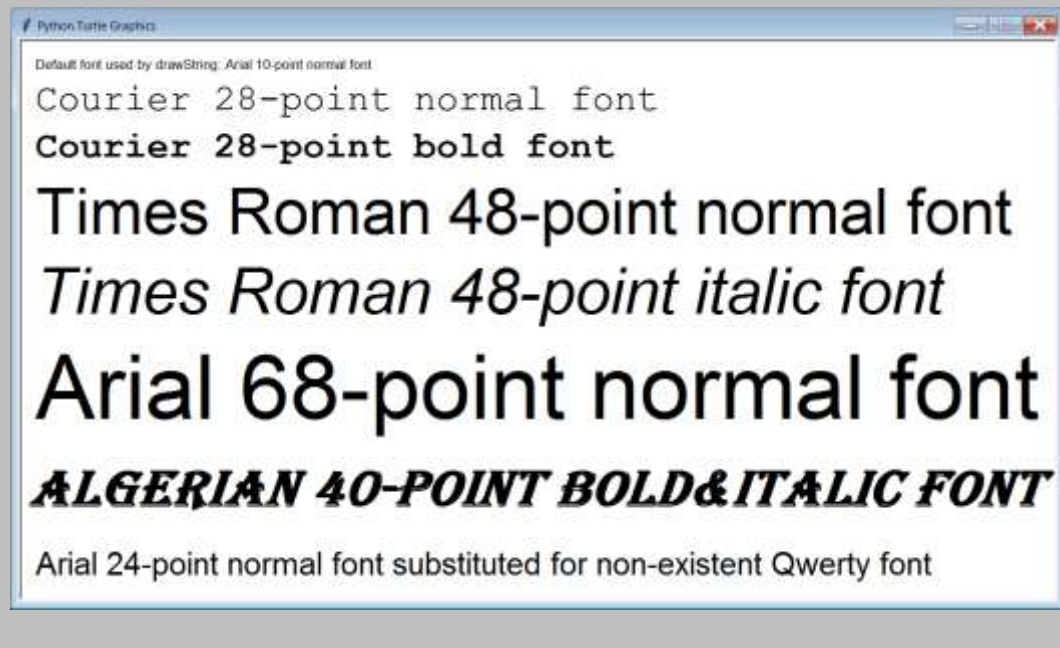 Python Turtle Graphics
Default font used by drawString: Arial 10-point normal font
Courier 28-point normal font
Courier 28-point bold font
Times Roman 48-point normal font
Times Roman 48-point italic font
Arial 68-point normal font
ALGERIAN 40-POINT BOLD&ITALIC FONT
Arial 24-point normal font substituted for non-existent Qwerty font